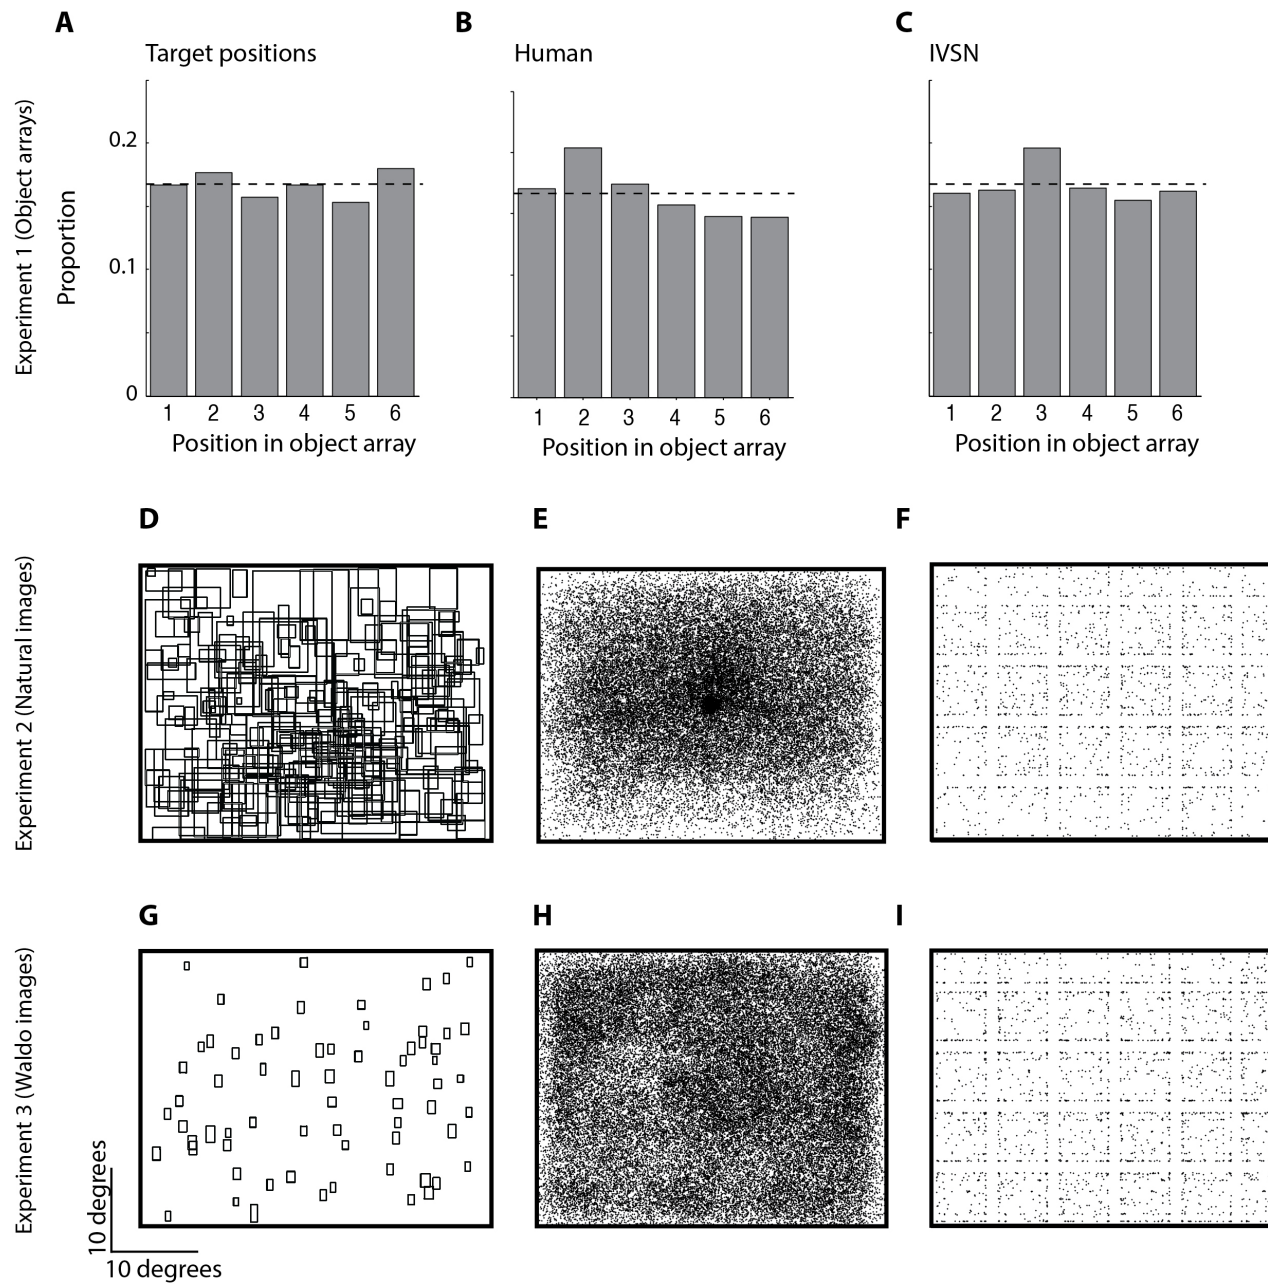 A
B
C
Target positions
Human
IVSN
Experiment 1 (Object arrays)
Proportion
0.2
0.1
0
1 2 3 4 5 6
1 2 3 4 5 6
1 2 3 4 5 6
Position in object array
Position in object array
Position in object array
D
E
F
Experiment 2 (Natural images)
G
H
I
Experiment 3 (Waldo images)
10 degrees
10 degrees